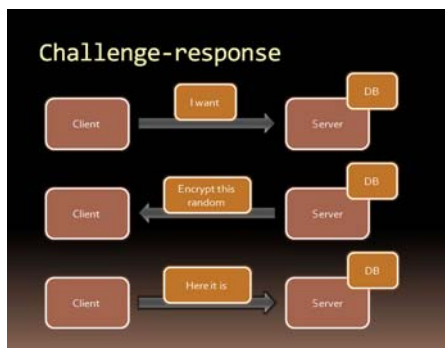 Challenge-response
DB
I want
Client
Server
DB
Encrypt this
random
Client
Server
DB
Here it is
Client
Server